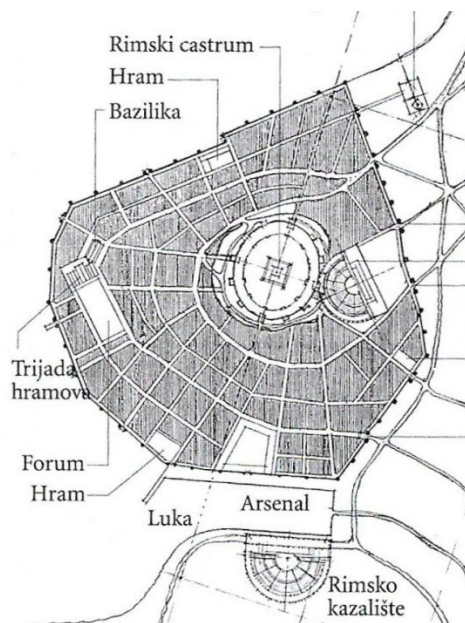 Rimski castrum
Hram
Bazilika
Trijada
hramova
Forum
Hram
Luka
Arsenal
Rimsko
kazalište